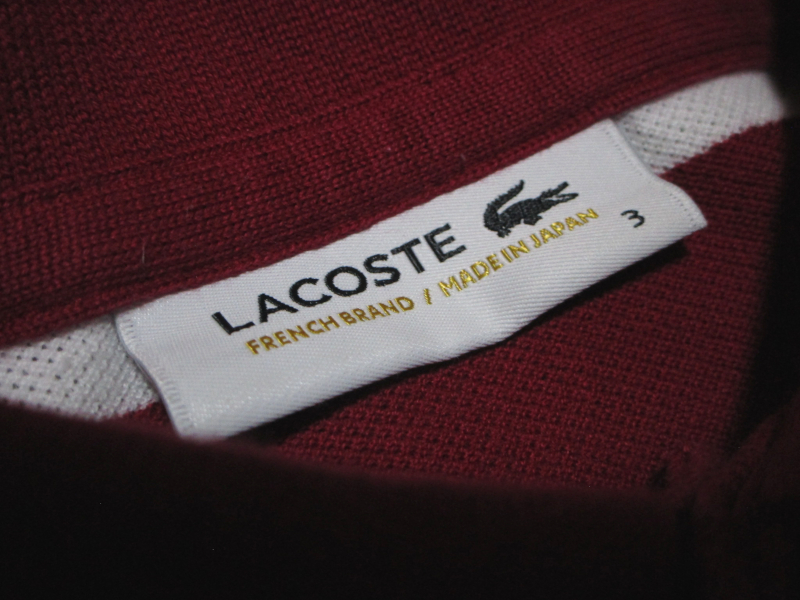 LACOSTE
FRENCH BRAND / MADE IN JAPAN
3